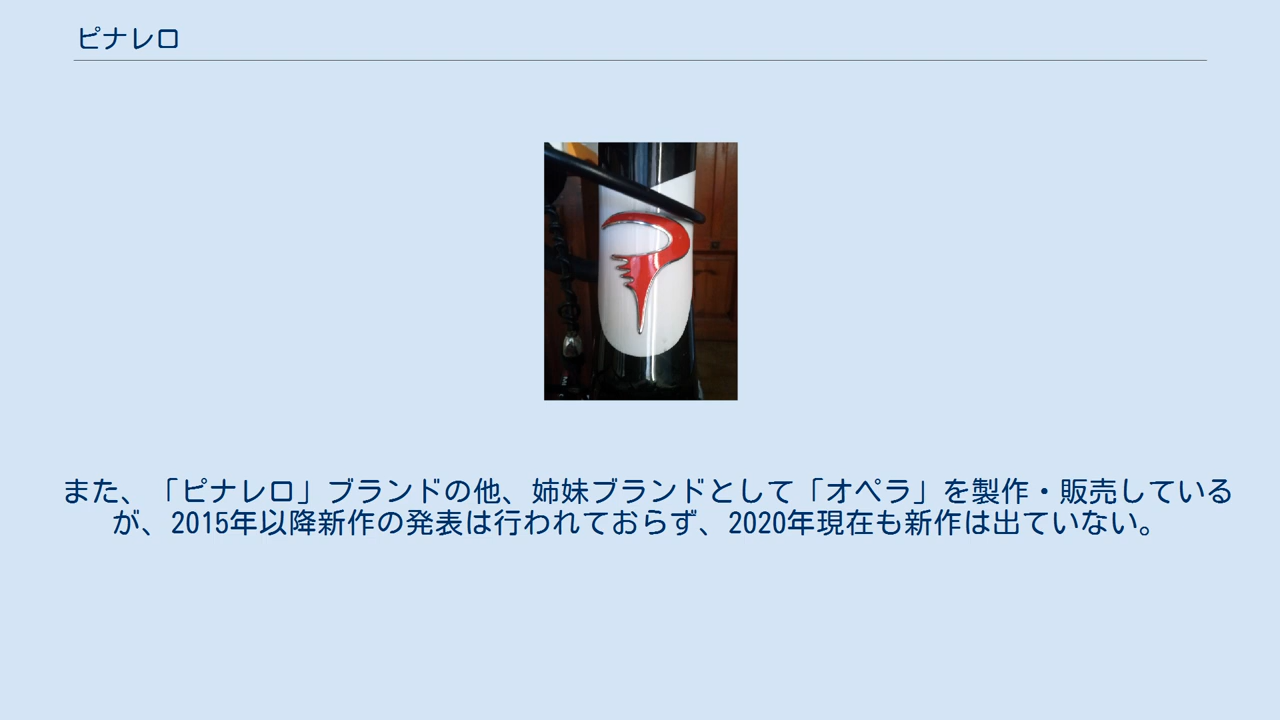 ピナレロ
また、「ピナレロ」ブランドの他、姉妹ブランドとして「オペラ」を製作・販売している
が、2015年以降新作の発表は行われておらず、2020年現在も新作は出ていない。